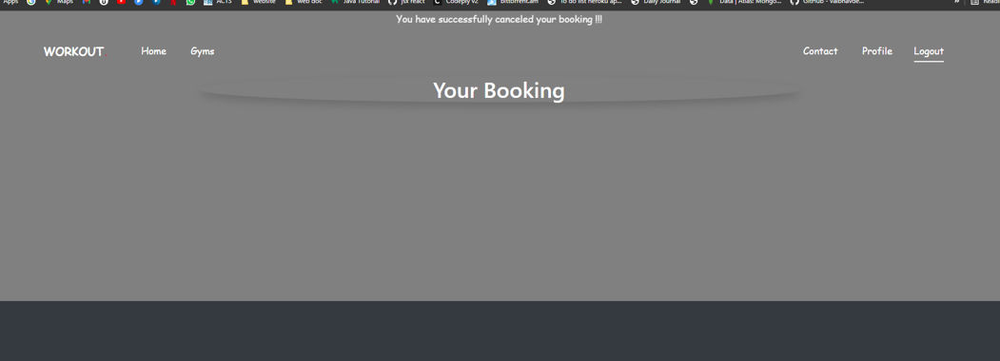 Apps Maps ACTS website web doc Java Tutorial jsx react Codeply v2 Bittorrent.am To do list heroku ap... Daily Journal Data | Atlas: Mongo... GitHub - vaibhavde... »
You have successfully canceled your booking !!!
WORKOUT Home Gyms Contact Profile Logout
Your Booking